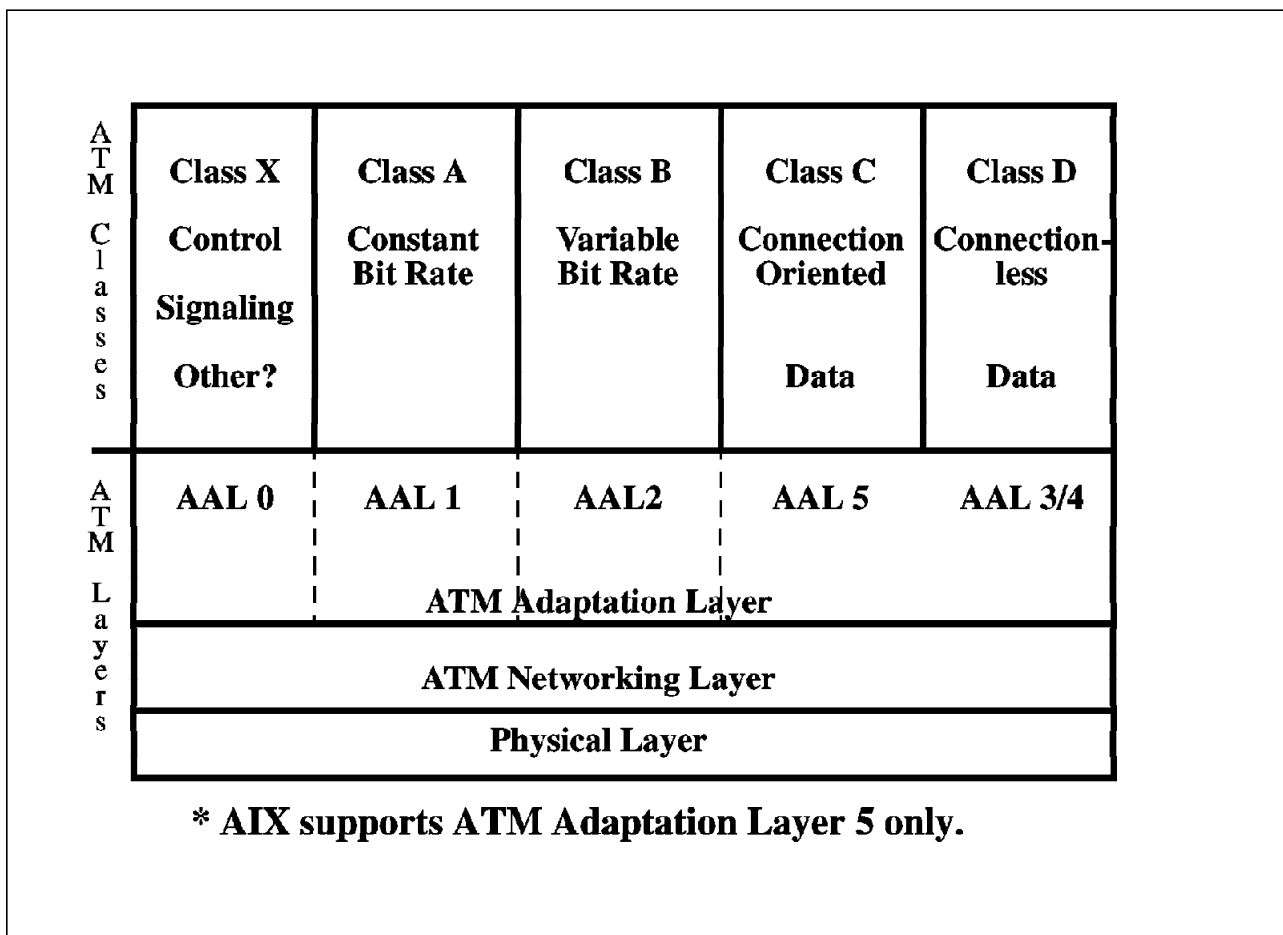 ATM Classes
Class X
Control
Signaling
Other?
Class A
Constant
Bit Rate
Class B
Variable
Bit Rate
Class C
Connection
Oriented
Data
Class D
Connection-
less
Data
ATM Layers
AAL 0
AAL 1
AAL2
AAL 5
AAL 3/4
ATM Adaptation Layer
ATM Networking Layer
Physical Layer
* AIX supports ATM Adaptation Layer 5 only.